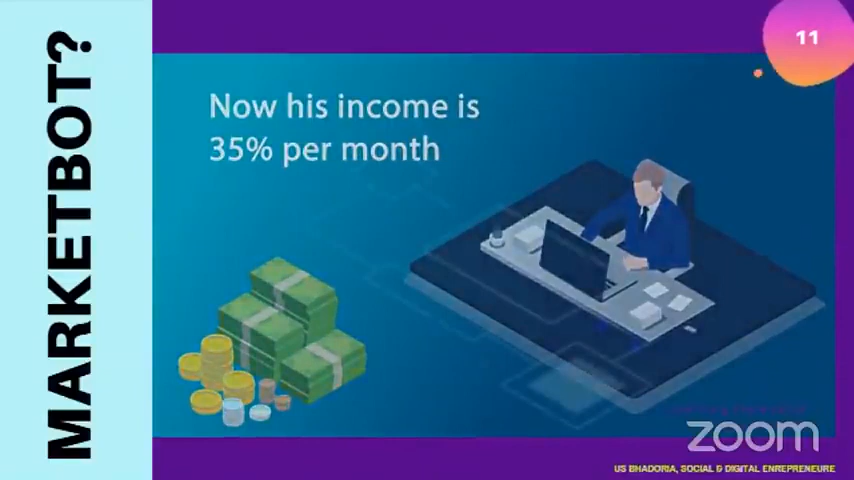 MARKETBOT?
11
Now his income is
35% per month
zoom
US BHADORIA, SOCIAL & DIGITAL ENREPRENEURE